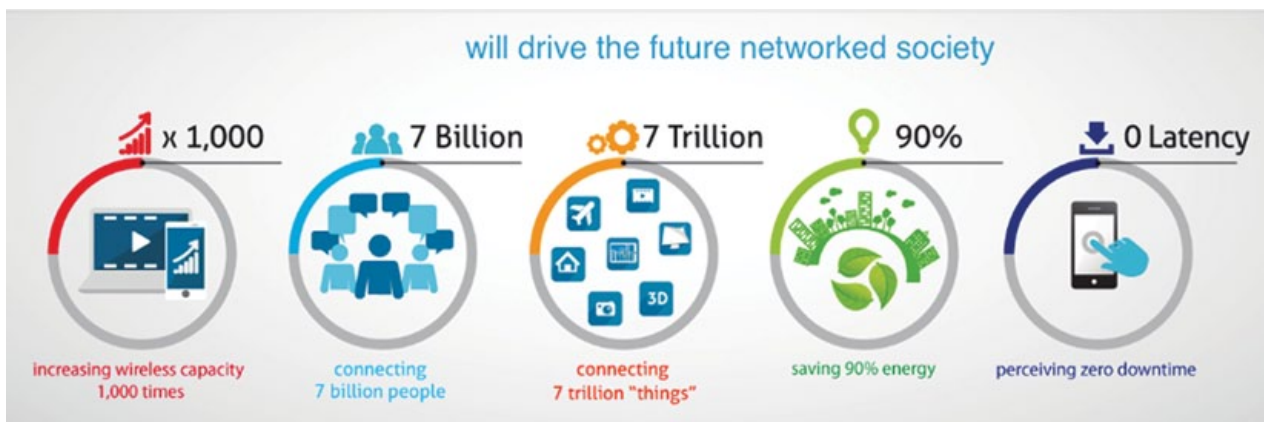 will drive the future networked society
x 1,000
7 Billion
7 Trillion
90%
0 Latency
3D
increasing wireless capacity
1,000 times
connecting
7 billion people
connecting
7 trillion “things”
saving 90% energy
perceiving zero downtime